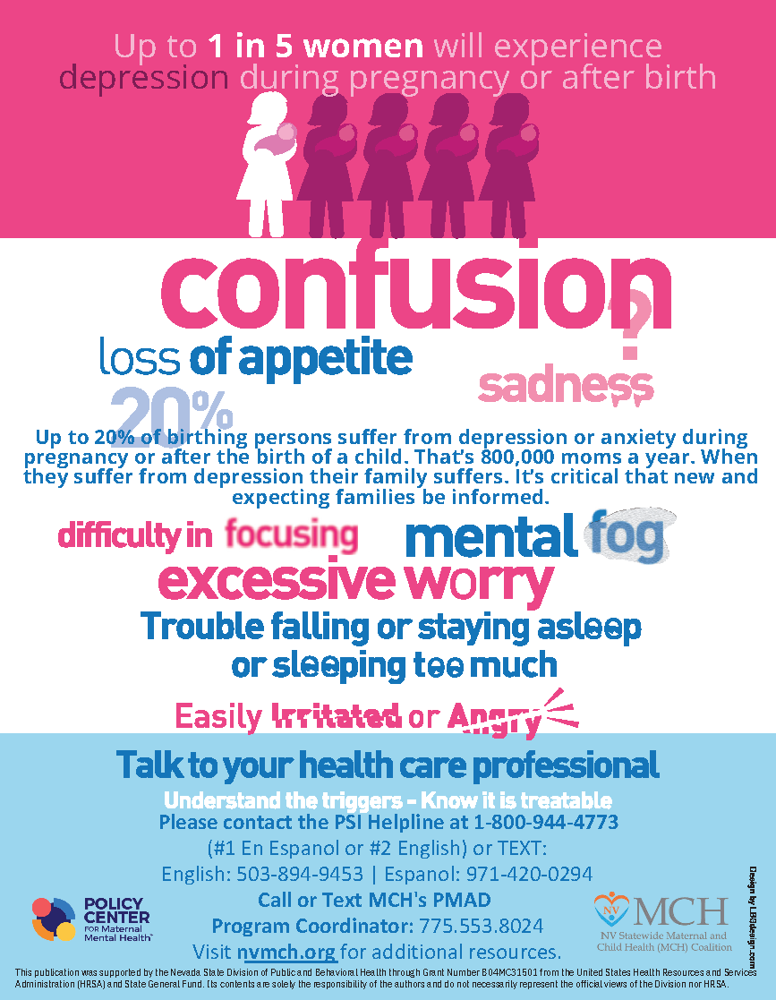 Up to 1 in 5 women will experience
depression during pregnancy or after birth
confusion
?
loss of appetite
sadness
20%
Up to 20% of birthing persons suffer from depression or anxiety during
pregnancy or after the birth of a child. That’s 800,000 moms a year. When
they suffer from depression their family suffers. It’s critical that new and
expecting families be informed.
difficulty in focusing
mental fog
excessive worry
Trouble falling or staying asleep
or sleeping too much
Easily Irritated or Angry
Talk to your health care professional
Understand the triggers - Know it is treatable
Please contact the PSI Helpline at 1-800-944-4773
(#1 En Espanol or #2 English) or TEXT:
English: 503-894-9453 | Espanol: 971-420-0294
Call or Text MCH's PMAD
Program Coordinator: 775.553.8024
Visit nvmch.org for additional resources.
POLICY
CENTER
FOR Maternal
Mental Health™
NV
MCH
NV Statewide Maternal and
Child Health (MCH) Coalition
Design by LBGdesign.com
This publication was supported by the Nevada State Division of Public and Behavioral Health through Grant Number B04MC31501 from the United States Health Resources and Services
Administration (HRSA) and State General Fund. Its contents are solely the responsibility of the authors and do not necessarily represent the official views of the Division nor HRSA.